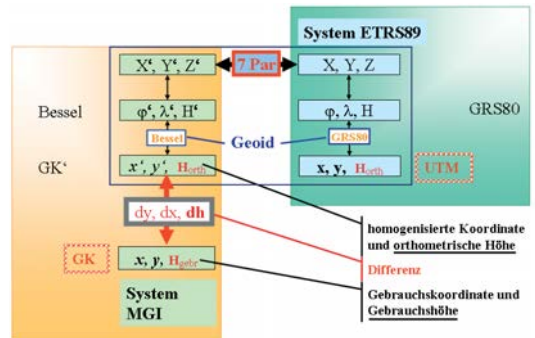 System ETRS89
X‘, Y‘, Z‘
7 Par
X, Y, Z
Bessel
φ‘, λ‘, H‘
φ, λ, H
GRS80
Bessel
Geoid
GRS80
GK‘
x‘, y‘, Horth
x, y, Horth
UTM
dy, dx, dh
homogenisierte Koordinate
und orthometrische Höhe
Differenz
GK
x, y, Hgebr
Gebrauchskoordinate und
Gebrauchshöhe
System
MGI